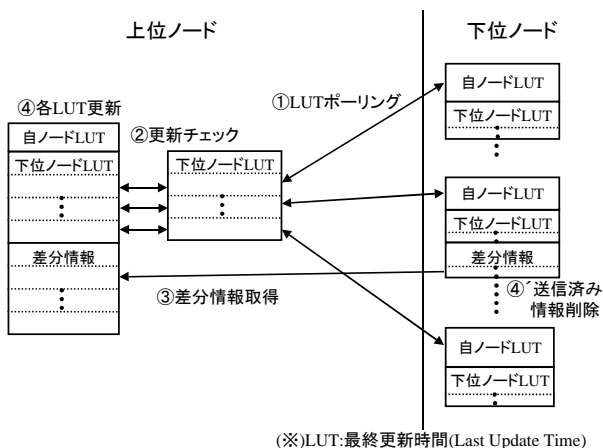 上位ノード
下位ノード
④各LUT更新
自ノードLUT
下位ノードLUT
差分情報
②更新チェック
下位ノードLUT
①LUTポーリング
③差分情報取得
自ノードLUT
下位ノードLUT
自ノードLUT
下位ノードLUT
差分情報
④´送信済み
情報削除
自ノードLUT
下位ノードLUT
(※)LUT:最終更新時間(Last Update Time)